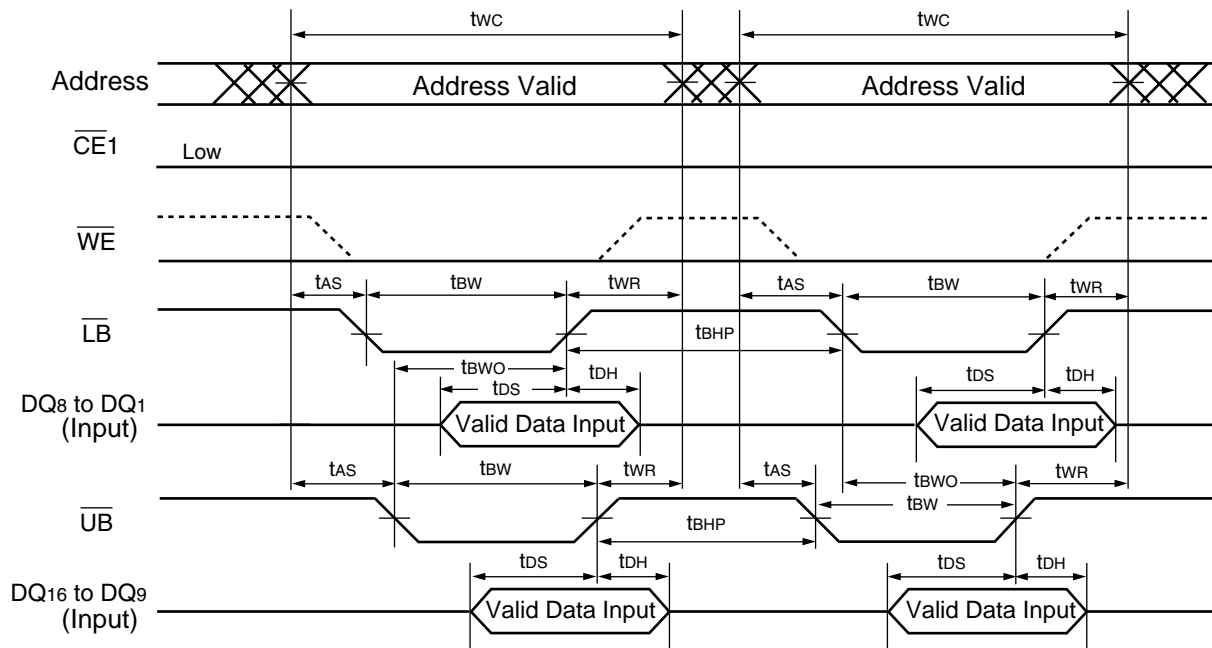 tWC tWC
Address Address Valid Address Valid
CE1 Low
WE
tAS tBW tWR tAS tBW tWR
LB
tBHP
tBWO
tDS tDH tDS tDH
DQ8 to DQ1
(Input)
Valid Data Input Valid Data Input
tAS tBW tWR tAS tBWO tWR
tBW
UB
tBHP
tDS tDH tDS tDH
DQ16 to DQ9
(Input)
Valid Data Input Valid Data Input